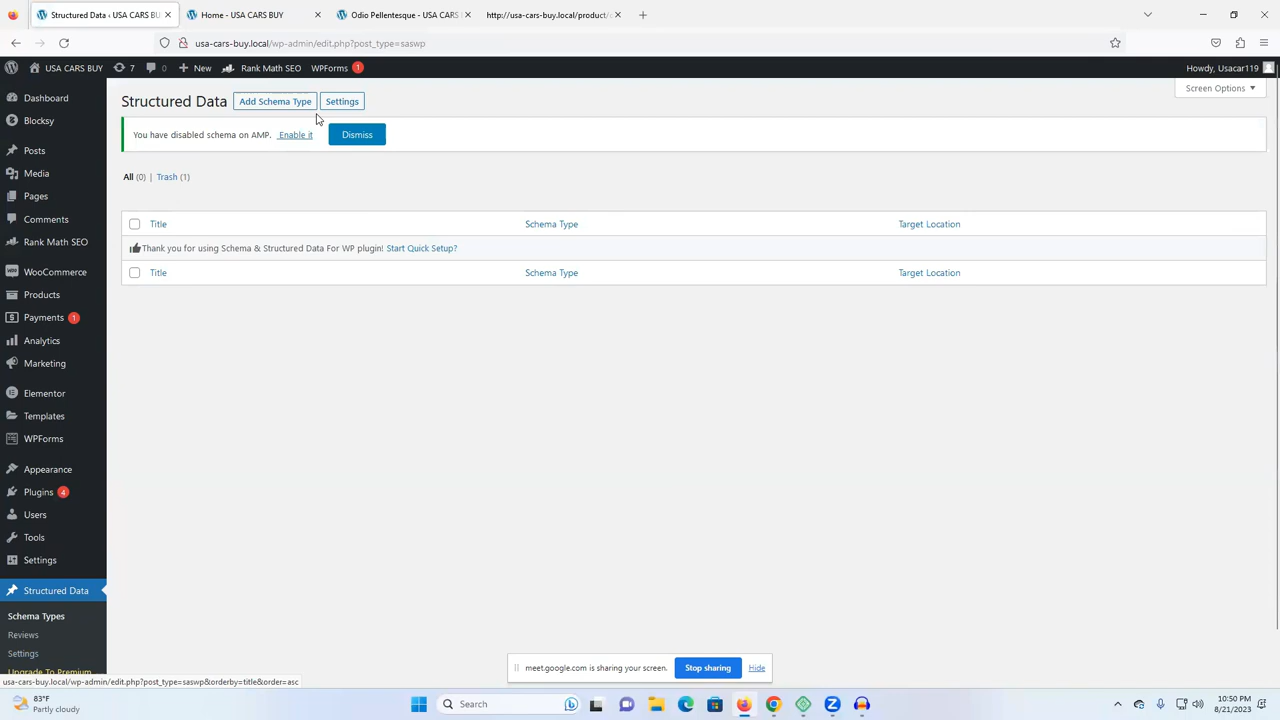 Structured Data ‹ USA CARS BU
Home - USA CARS BUY
Odio Pellentesque - USA CARS
http://usa-cars-buy.local/product/
usa-cars-buy.local/wp-admin/edit.php?post_type=saswp
USA CARS BUY
7
0
New
Rank Math SEO
WPForms 1
Howdy, Usacar119
Dashboard
Blocksy
Posts
Media
Pages
Comments
Rank Math SEO
WooCommerce
Products
Payments 1
Analytics
Marketing
Elementor
Templates
WPForms
Appearance
Plugins 4
Users
Tools
Settings
Structured Data
Schema Types
Reviews
Settings
Upgrade To Premium
Structured Data
Add Schema Type
Settings
Screen Options
You have disabled schema on AMP. Enable it
Dismiss
All (0) | Trash (1)
Title Schema Type Target Location
Thank you for using Schema & Structured Data For WP plugin! Start Quick Setup?
Title Schema Type Target Location
meet.google.com is sharing your screen.
Stop sharing
Hide
usa-cars-buy.local/wp-admin/edit.php?post_type=saswp&orderby=title&order=asc
83°F
Partly cloudy
Search
10:50 PM
8/21/2023